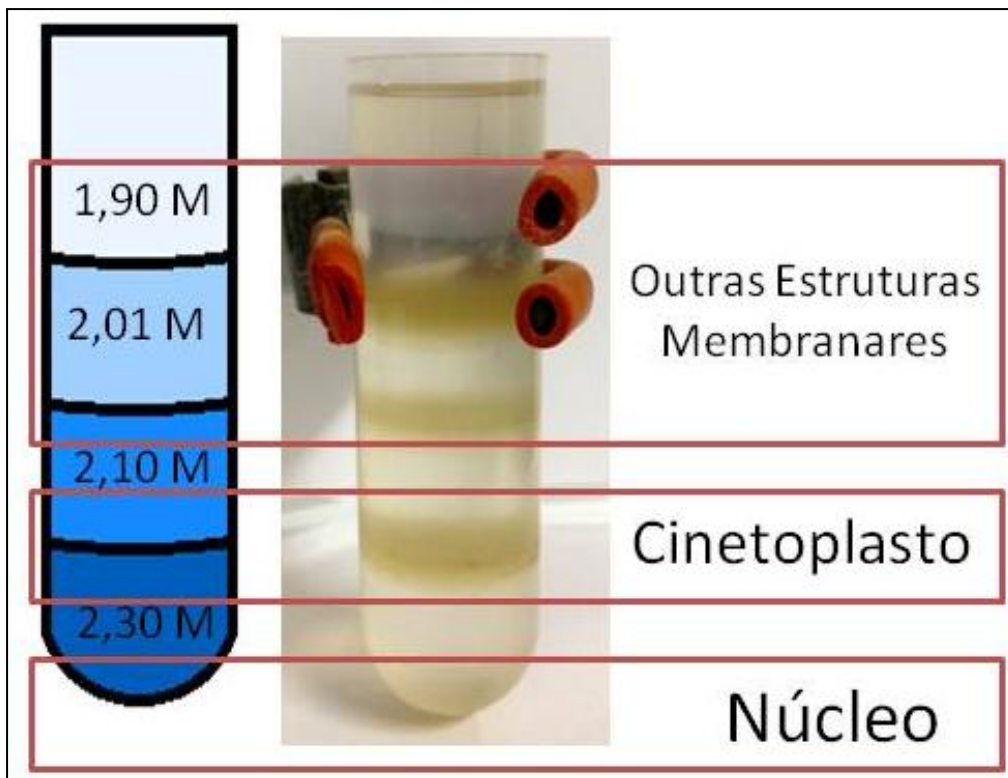 1,90 M
2,01 M
Outras Estruturas
Membranares
2,10 M
Cinetoplasto
2,30 M
Núcleo